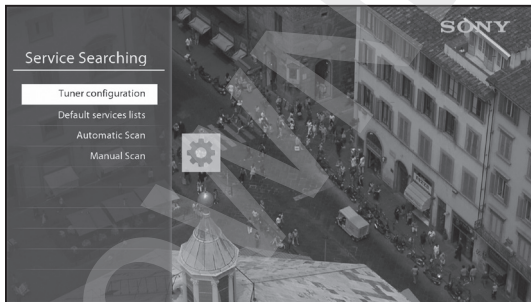 SONY
Service Searching
Tuner configuration
Default services lists
Automatic Scan
Manual Scan